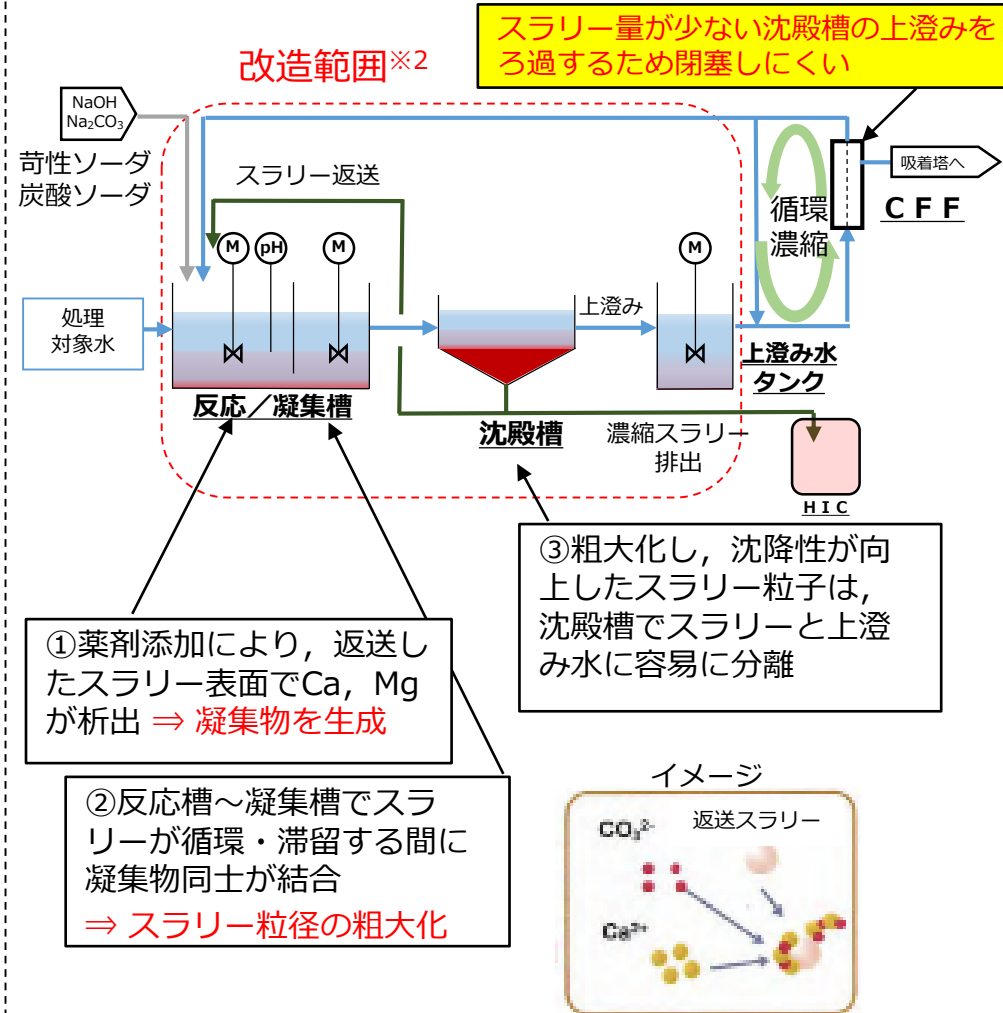 スラリー量が少ない沈殿槽の上澄みを
ろ過するため閉塞しにくい
改造範囲※2
NaOH
Na₂CO₃
苛性ソーダ
炭酸ソーダ
スラリー返送
吸着塔へ
CFF
循環
濃縮
M
pH
M
M
処理
対象水
上澄み
上澄み水
タンク
反応／凝集槽
沈殿槽
濃縮スラリー
排出
HIC
③粗大化し，沈降性が向
上したスラリー粒子は，
沈殿槽でスラリーと上澄
み水に容易に分離
①薬剤添加により，返送し
たスラリー表面でCa，Mg
が析出 ⇒ 凝集物を生成
②反応槽～凝集槽でスラ
リーが循環・滞留する間に
凝集物同士が結合
⇒ スラリー粒径の粗大化
イメージ
CO₃²⁻
返送スラリー
Ca²⁺